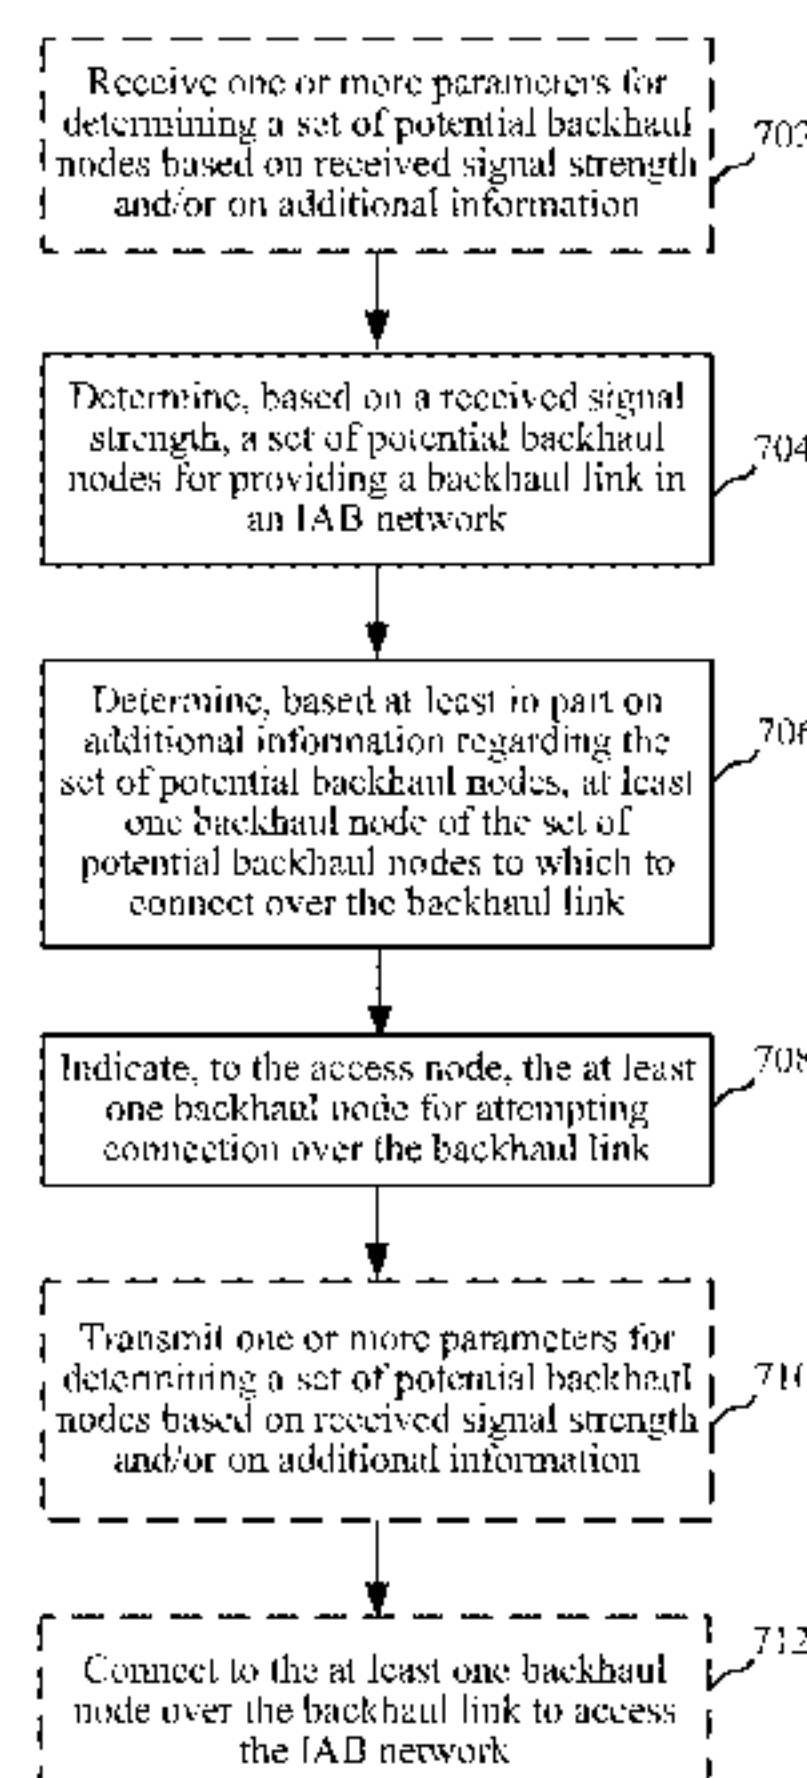 Receive one or more parameters for
determining a set of potential backhaul
nodes based on received signal strength
and/or on additional information
702
Determine, based on a received signal
strength, a set of potential backhaul
nodes for providing a backhaul link in
an IAB network
704
Determine, based at least in part on
additional information regarding the
set of potential backhaul nodes, at least
one backhaul node of the set of
potential backhaul nodes to which to
connect over the backhaul link
706
Indicate, to the access node, the at least
one backhaul node for attempting
connection over the backhaul link
708
Transmit one or more parameters for
determining a set of potential backhaul
nodes based on received signal strength
and/or on additional information
710
Connect to the at least one backhaul
node over the backhaul link to access
the IAB network
712